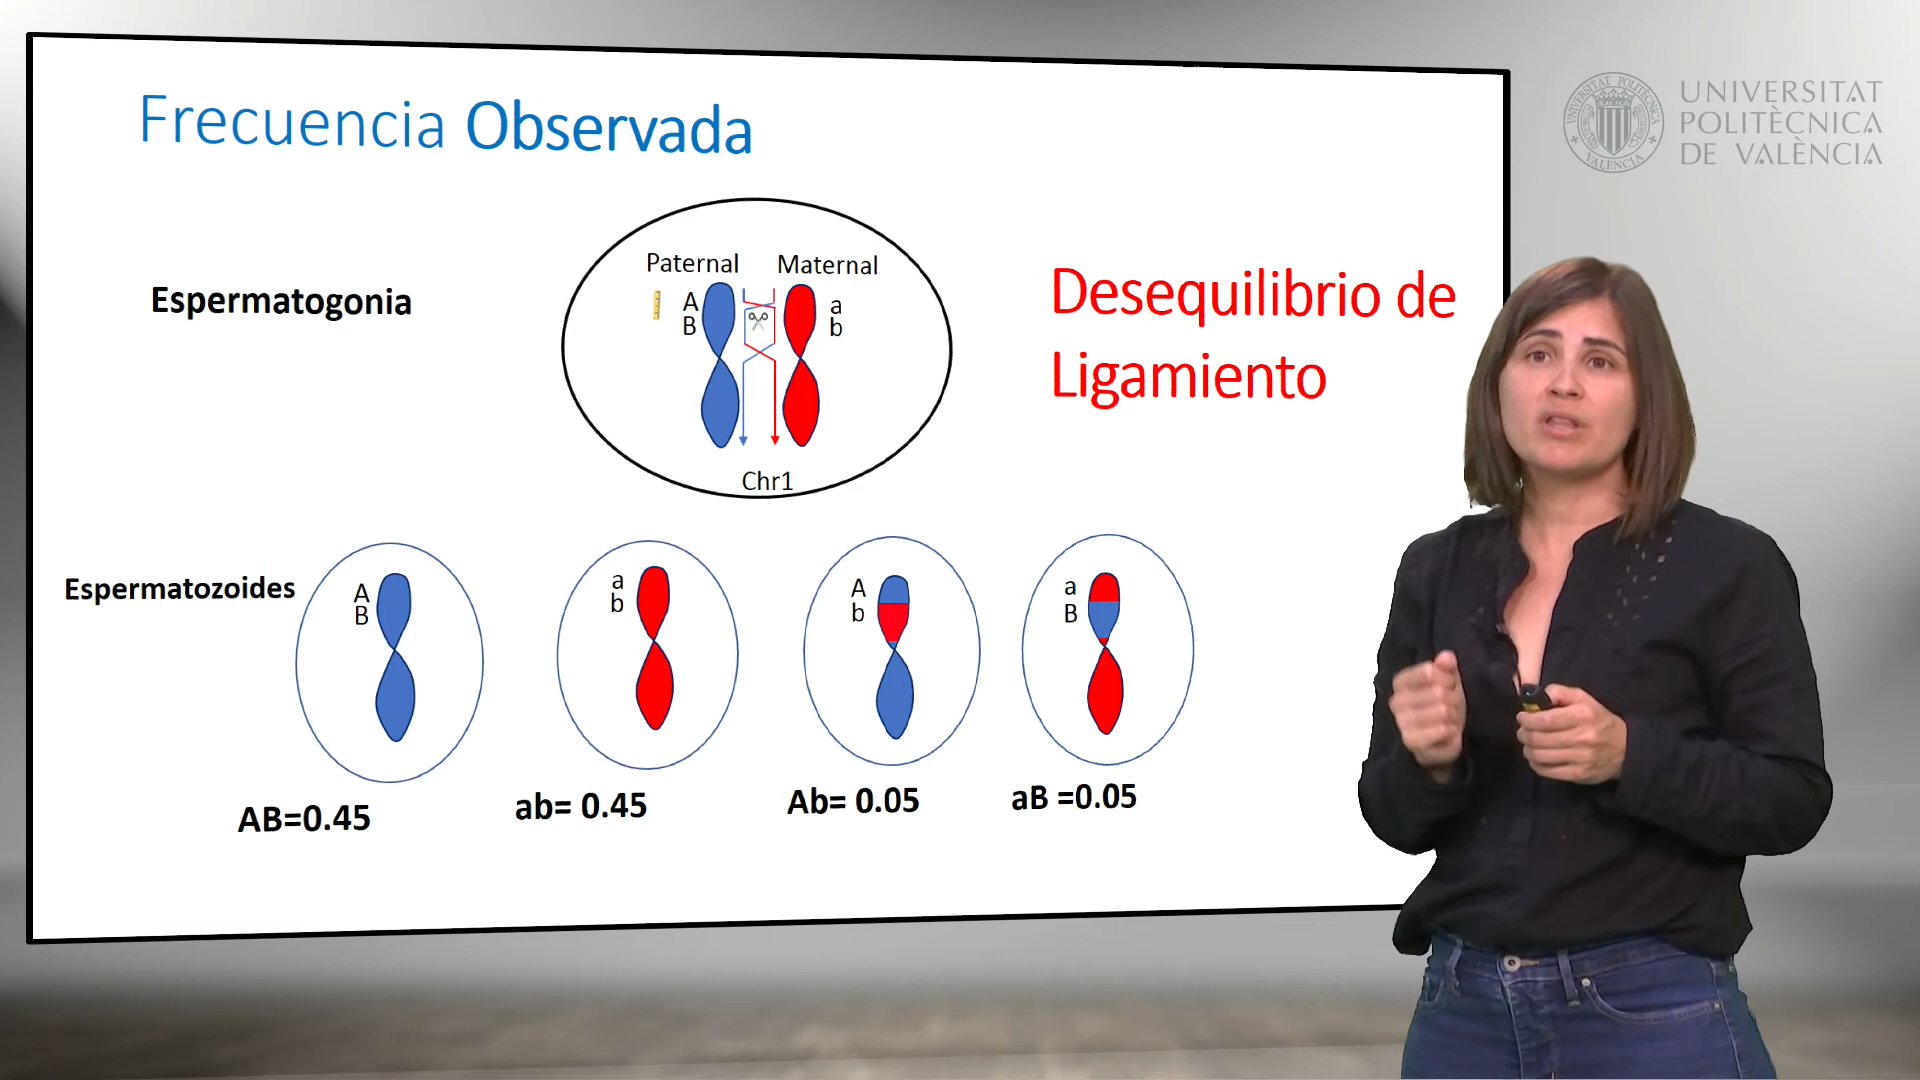 Frecuencia Observada
UNIVERSITAT
POLITÈCNICA
DE VALÈNCIA
Espermatogonia
Paternal Maternal
A
B
a
b
Chr1
Desequilibrio de
Ligamiento
Espermatozoides
A
B
a
b
A
b
a
B
AB=0.45
ab= 0.45
Ab= 0.05
aB =0.05